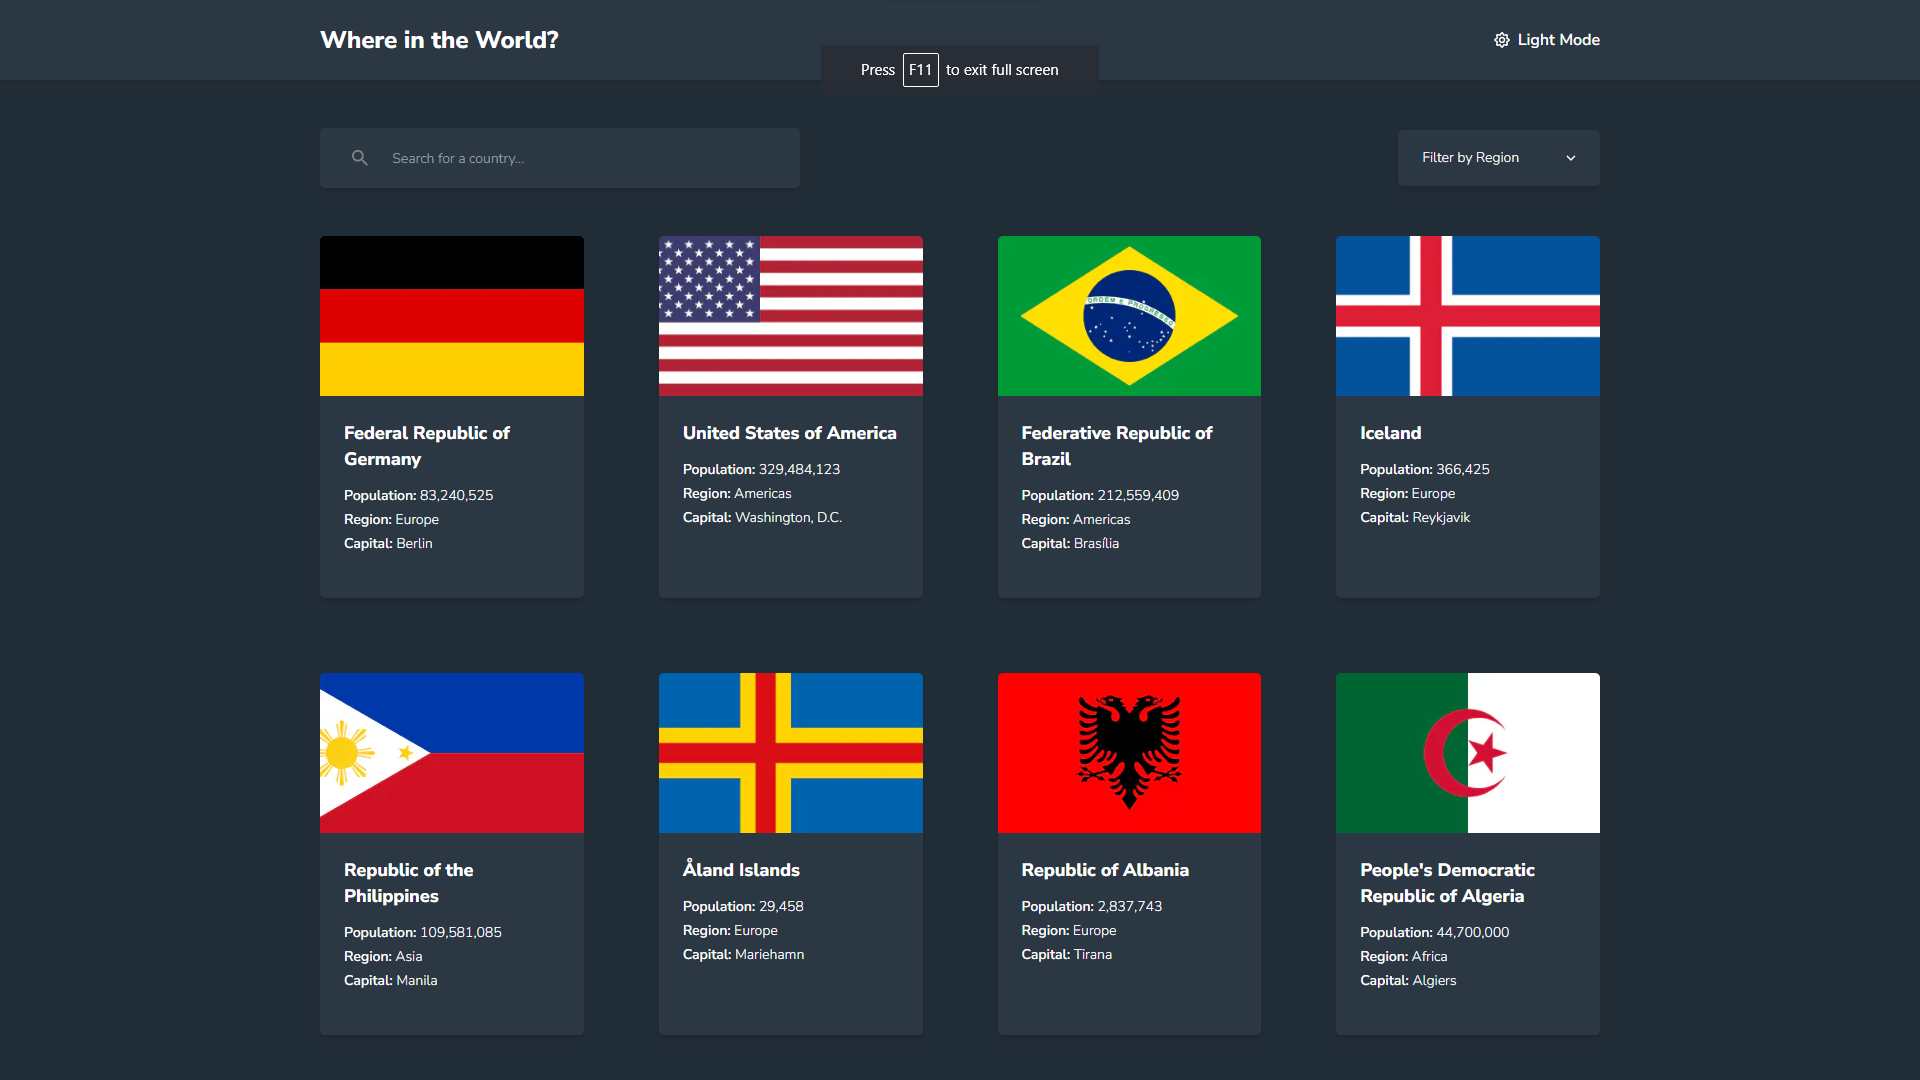 Where in the World?
Light Mode
Press F11 to exit full screen
Search for a country...
Filter by Region
ORDEM E PROGRESSO
Federal Republic of
Germany
Population: 83,240,525
Region: Europe
Capital: Berlin
United States of America
Population: 329,484,123
Region: Americas
Capital: Washington, D.C.
Federative Republic of
Brazil
Population: 212,559,409
Region: Americas
Capital: Brasília
Iceland
Population: 366,425
Region: Europe
Capital: Reykjavik
Republic of the
Philippines
Population: 109,581,085
Region: Asia
Capital: Manila
Åland Islands
Population: 29,458
Region: Europe
Capital: Mariehamn
Republic of Albania
Population: 2,837,743
Region: Europe
Capital: Tirana
People's Democratic
Republic of Algeria
Population: 44,700,000
Region: Africa
Capital: Algiers